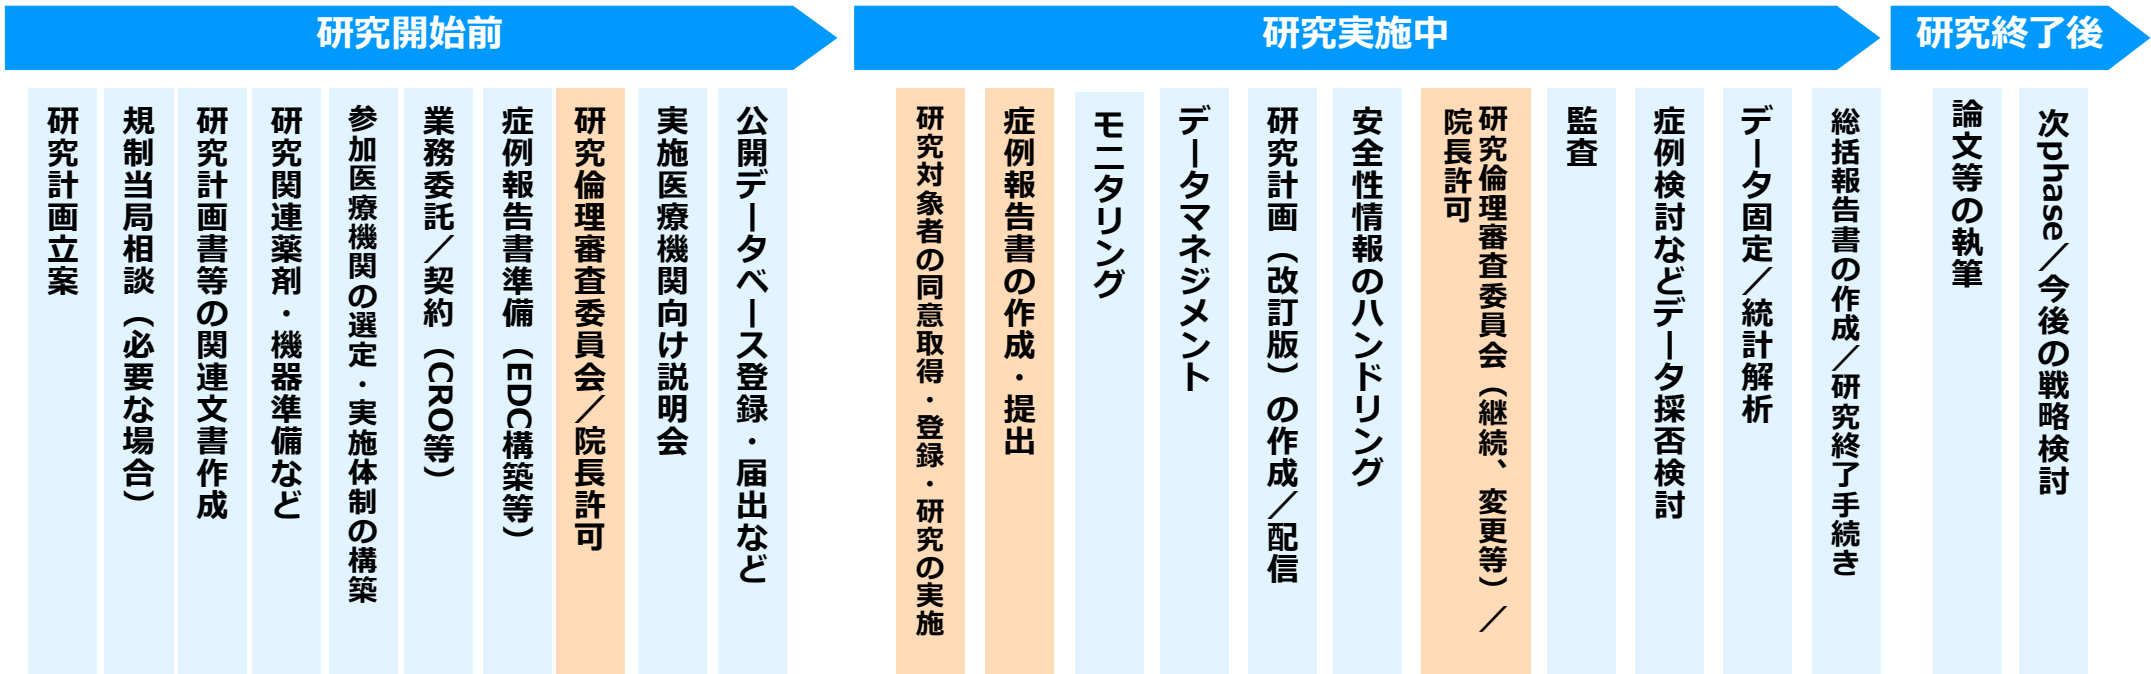 研究開始前
研究計画立案
規制当局相談（必要な場合）
研究計画書等の関連文書作成
研究関連薬剤・機器準備など
参加医療機関の選定・実施体制の構築
業務委託／契約（CRO等）
症例報告書準備（EDC構築等）
研究倫理審査委員会／院長許可
実施医療機関向け説明会
公開データベース登録・届出など
研究実施中
研究対象者の同意取得・登録・研究の実施
症例報告書の作成・提出
モニタリング
データマネジメント
研究計画（改訂版）の作成／配信
安全性情報のハンドリング
研究倫理審査委員会（継続、変更等）／
院長許可
監査
症例検討などデータ採否検討
データ固定／統計解析
総括報告書の作成／研究終了手続き
研究終了後
論文等の執筆
次phase／今後の戦略検討